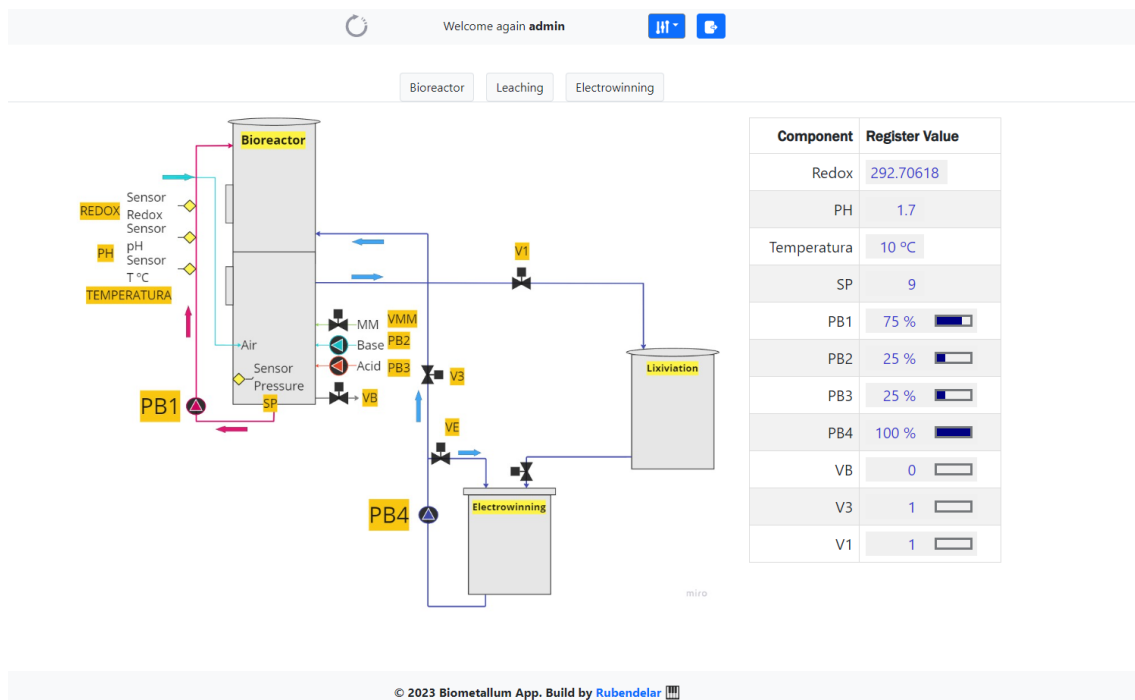 Welcome again admin
Bioreactor Leaching Electrowinning
Bioreactor
Sensor
Redox
REDOX
Sensor
pH
PH
Sensor
T ºC
TEMPERATURA
Air
Sensor
Pressure
SP
PB1
MM VMM
Base PB2
Acid PB3
VB
V1
V3
VE
PB4
Lixiviation
Electrowinning
miro
Component Register Value
Redox 292.70618
PH 1.7
Temperatura 10 ºC
SP 9
PB1 75 %
PB2 25 %
PB3 25 %
PB4 100 %
VB 0
V3 1
V1 1
© 2023 Biometallum App. Build by Rubendelar